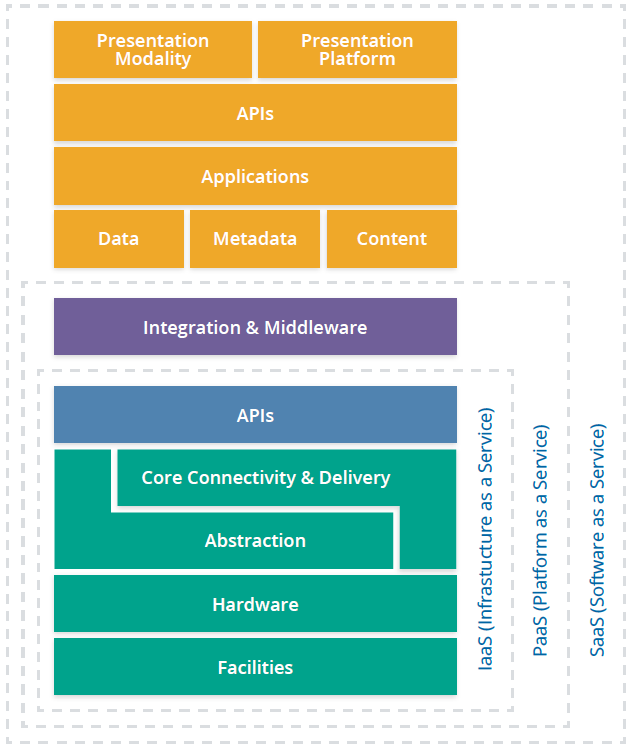 Presentation
Modality
Presentation
Platform
APIs
Applications
Data
Metadata
Content
Integration & Middleware
APIs
Core Connectivity & Delivery
Abstraction
Hardware
Facilities
IaaS (Infrastucture as a Service)
PaaS (Platform as a Service)
SaaS (Software as a Service)